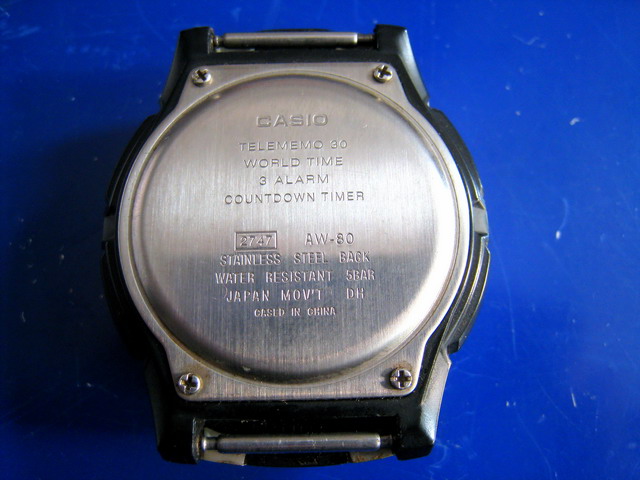 CASIO
TELEMEMO 30
WORLD TIME
3 ALARM
COUNTDOWN TIMER
2747 AW-80
STAINLESS STEEL BACK
WATER RESISTANT 5BAR
JAPAN MOV'T DH
CASED IN CHINA